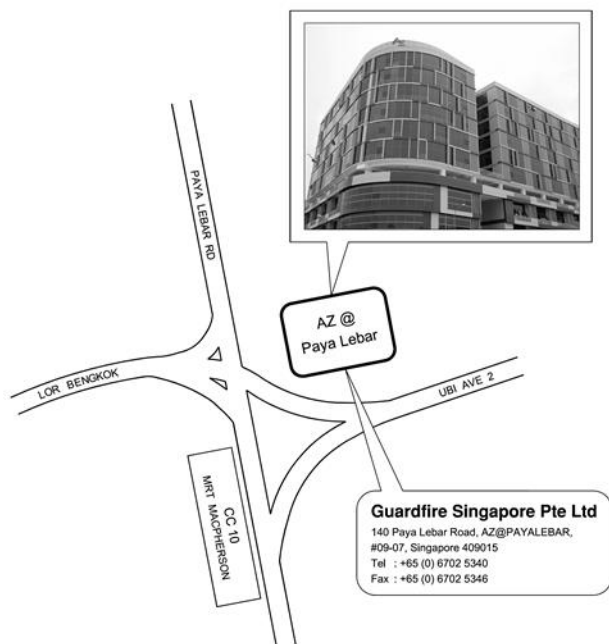 PAYA LEBAR RD
AZ @
Paya Lebar
LOR BENGKOK
UBI AVE 2
CC 10
MRT MACPHERSON
Guardfire Singapore Pte Ltd
140 Paya Lebar Road, AZ@PAYALEBAR,
#09-07, Singapore 409015
Tel : +65 (0) 6702 5340
Fax : +65 (0) 6702 5346